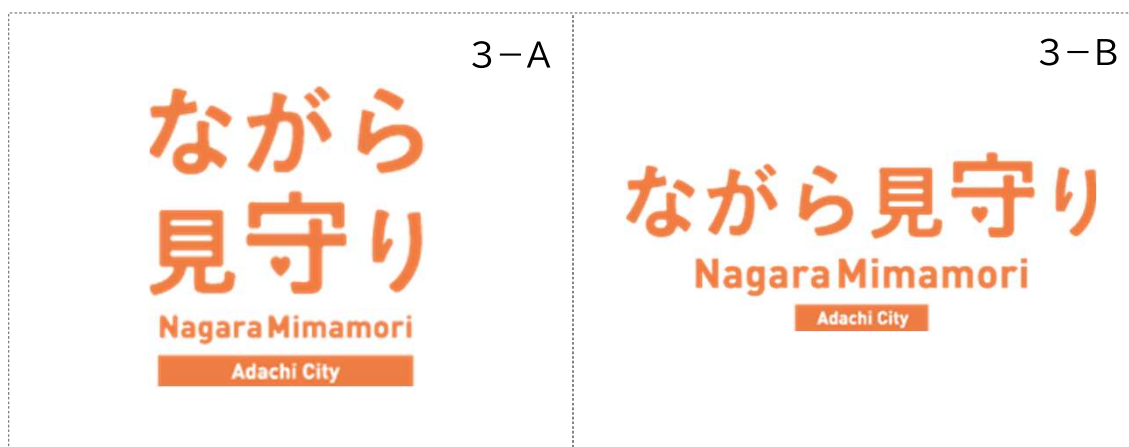 3-A
ながら
見守り
Nagara Mimamori
Adachi City
3-B
ながら見守り
Nagara Mimamori
Adachi City